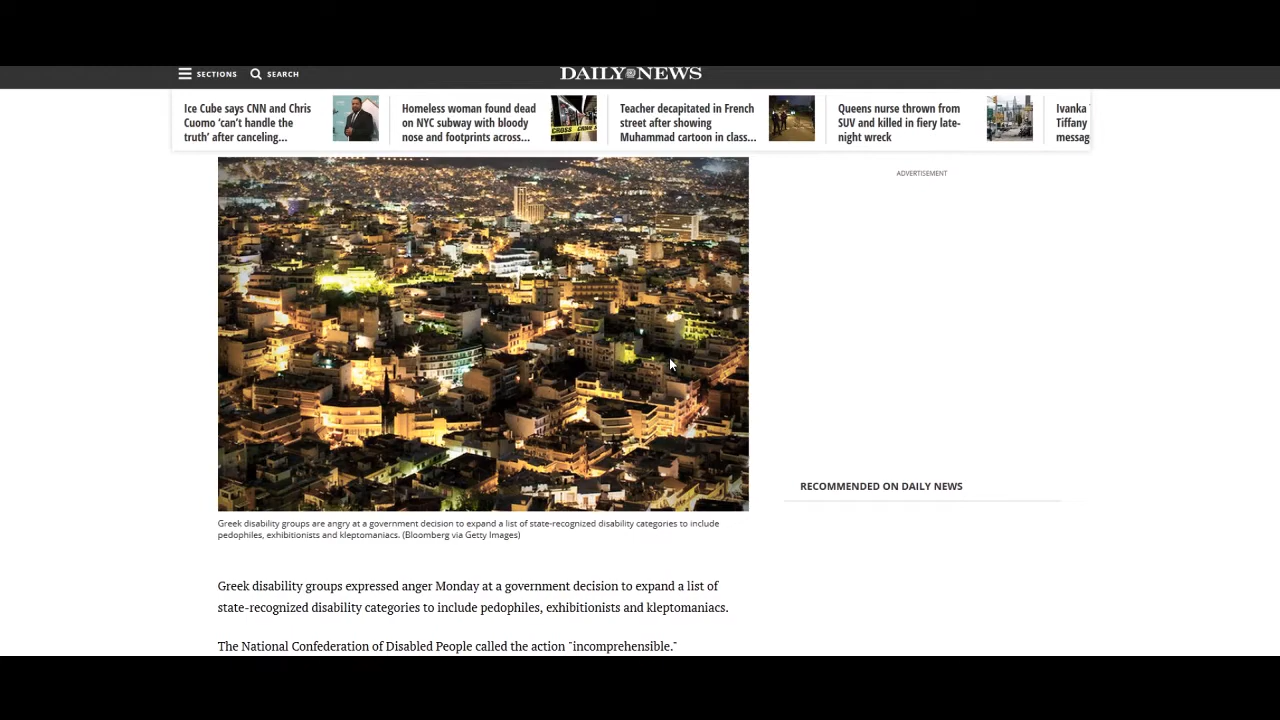 SECTIONS SEARCH DAILY NEWS
Ice Cube says CNN and Chris
Cuomo ‘can’t handle the
truth’ after canceling...
Homeless woman found dead
on NYC subway with bloody
nose and footprints across...
Teacher decapitated in French
street after showing
Muhammad cartoon in class...
Queens nurse thrown from
SUV and killed in fiery late-
night wreck
Ivanka
Tiffany
messag
CROSS CRIME
ADVERTISEMENT
RECOMMENDED ON DAILY NEWS
Greek disability groups are angry at a government decision to expand a list of state-recognized disability categories to include
pedophiles, exhibitionists and kleptomaniacs. (Bloomberg via Getty Images)
Greek disability groups expressed anger Monday at a government decision to expand a list of
state-recognized disability categories to include pedophiles, exhibitionists and kleptomaniacs.
The National Confederation of Disabled People called the action "incomprehensible."